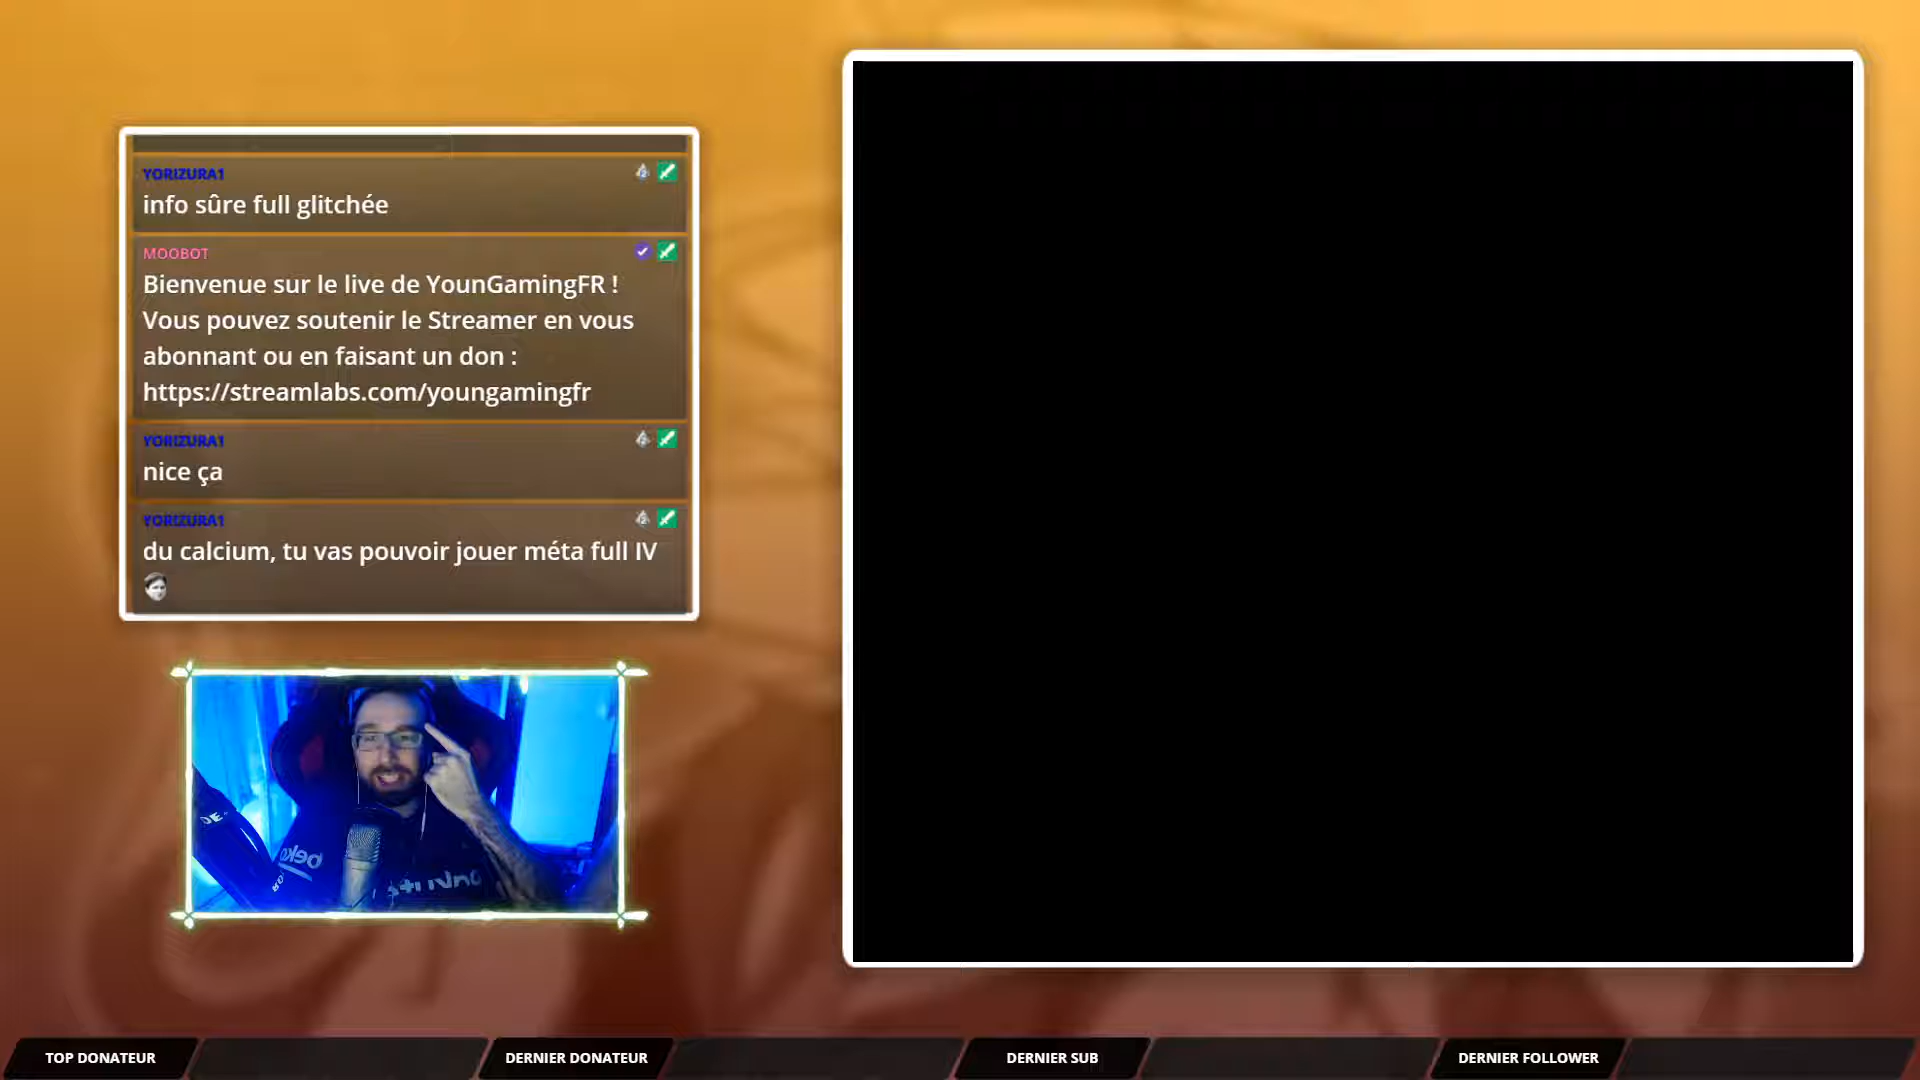 YORIZURA1
info sûre full glitchée
MOOBOT
Bienvenue sur le live de YounGamingFR !
Vous pouvez soutenir le Streamer en vous
abonnant ou en faisant un don :
https://streamlabs.com/youngamingfr
YORIZURA1
nice ça
YORIZURA1
du calcium, tu vas pouvoir jouer méta full IV
beko
TOP DONATEUR
DERNIER DONATEUR
DERNIER SUB
DERNIER FOLLOWER